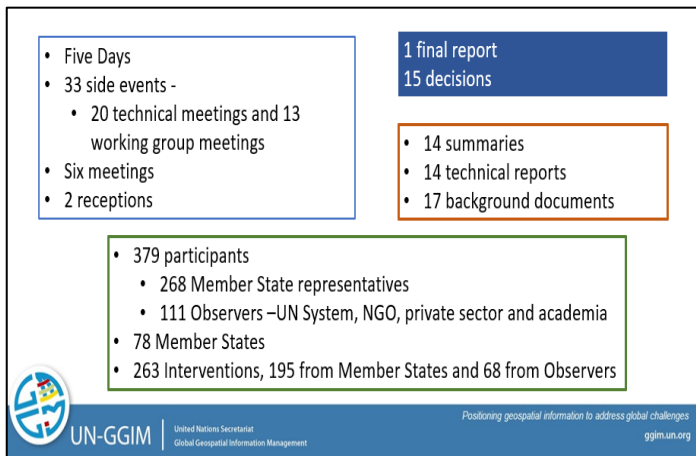 • Five Days
• 33 side events -
• 20 technical meetings and 13
working group meetings
• Six meetings
• 2 receptions
1 final report
15 decisions
• 14 summaries
• 14 technical reports
• 17 background documents
• 379 participants
• 268 Member State representatives
• 111 Observers –UN System, NGO, private sector and academia
• 78 Member States
• 263 Interventions, 195 from Member States and 68 from Observers
Positioning geospatial information to address global challenges
UN-GGIM
United Nations Secretariat
Global Geospatial Information Management
ggim.un.org